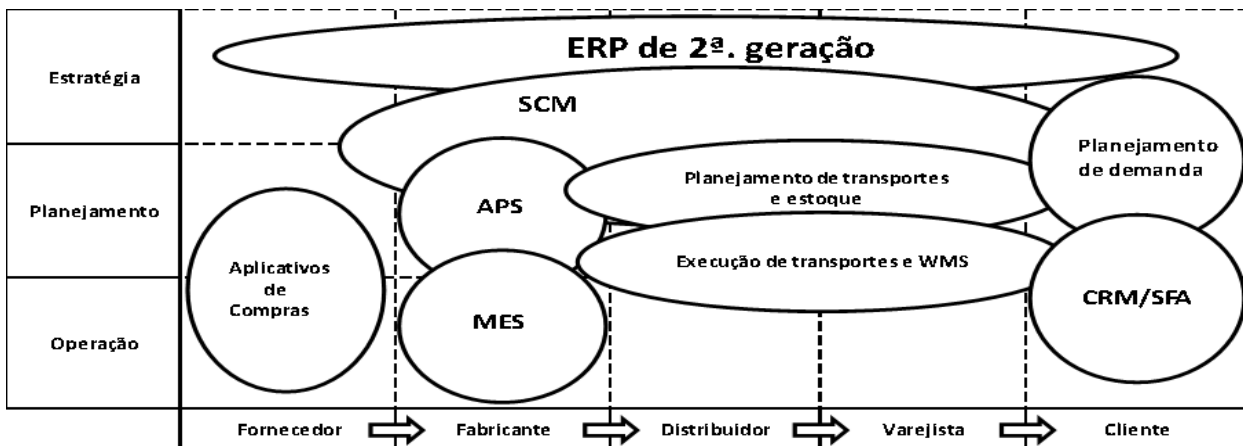 ERP de 2ª. geração
Estratégia
SCM
Planejamento
de demanda
Planejamento de transportes
e estoque
Planejamento
APS
Aplicativos
de
Compras
Execução de transportes e WMS
CRM/SFA
MES
Operação
Fornecedor
Fabricante
Distribuidor
Varejista
Cliente